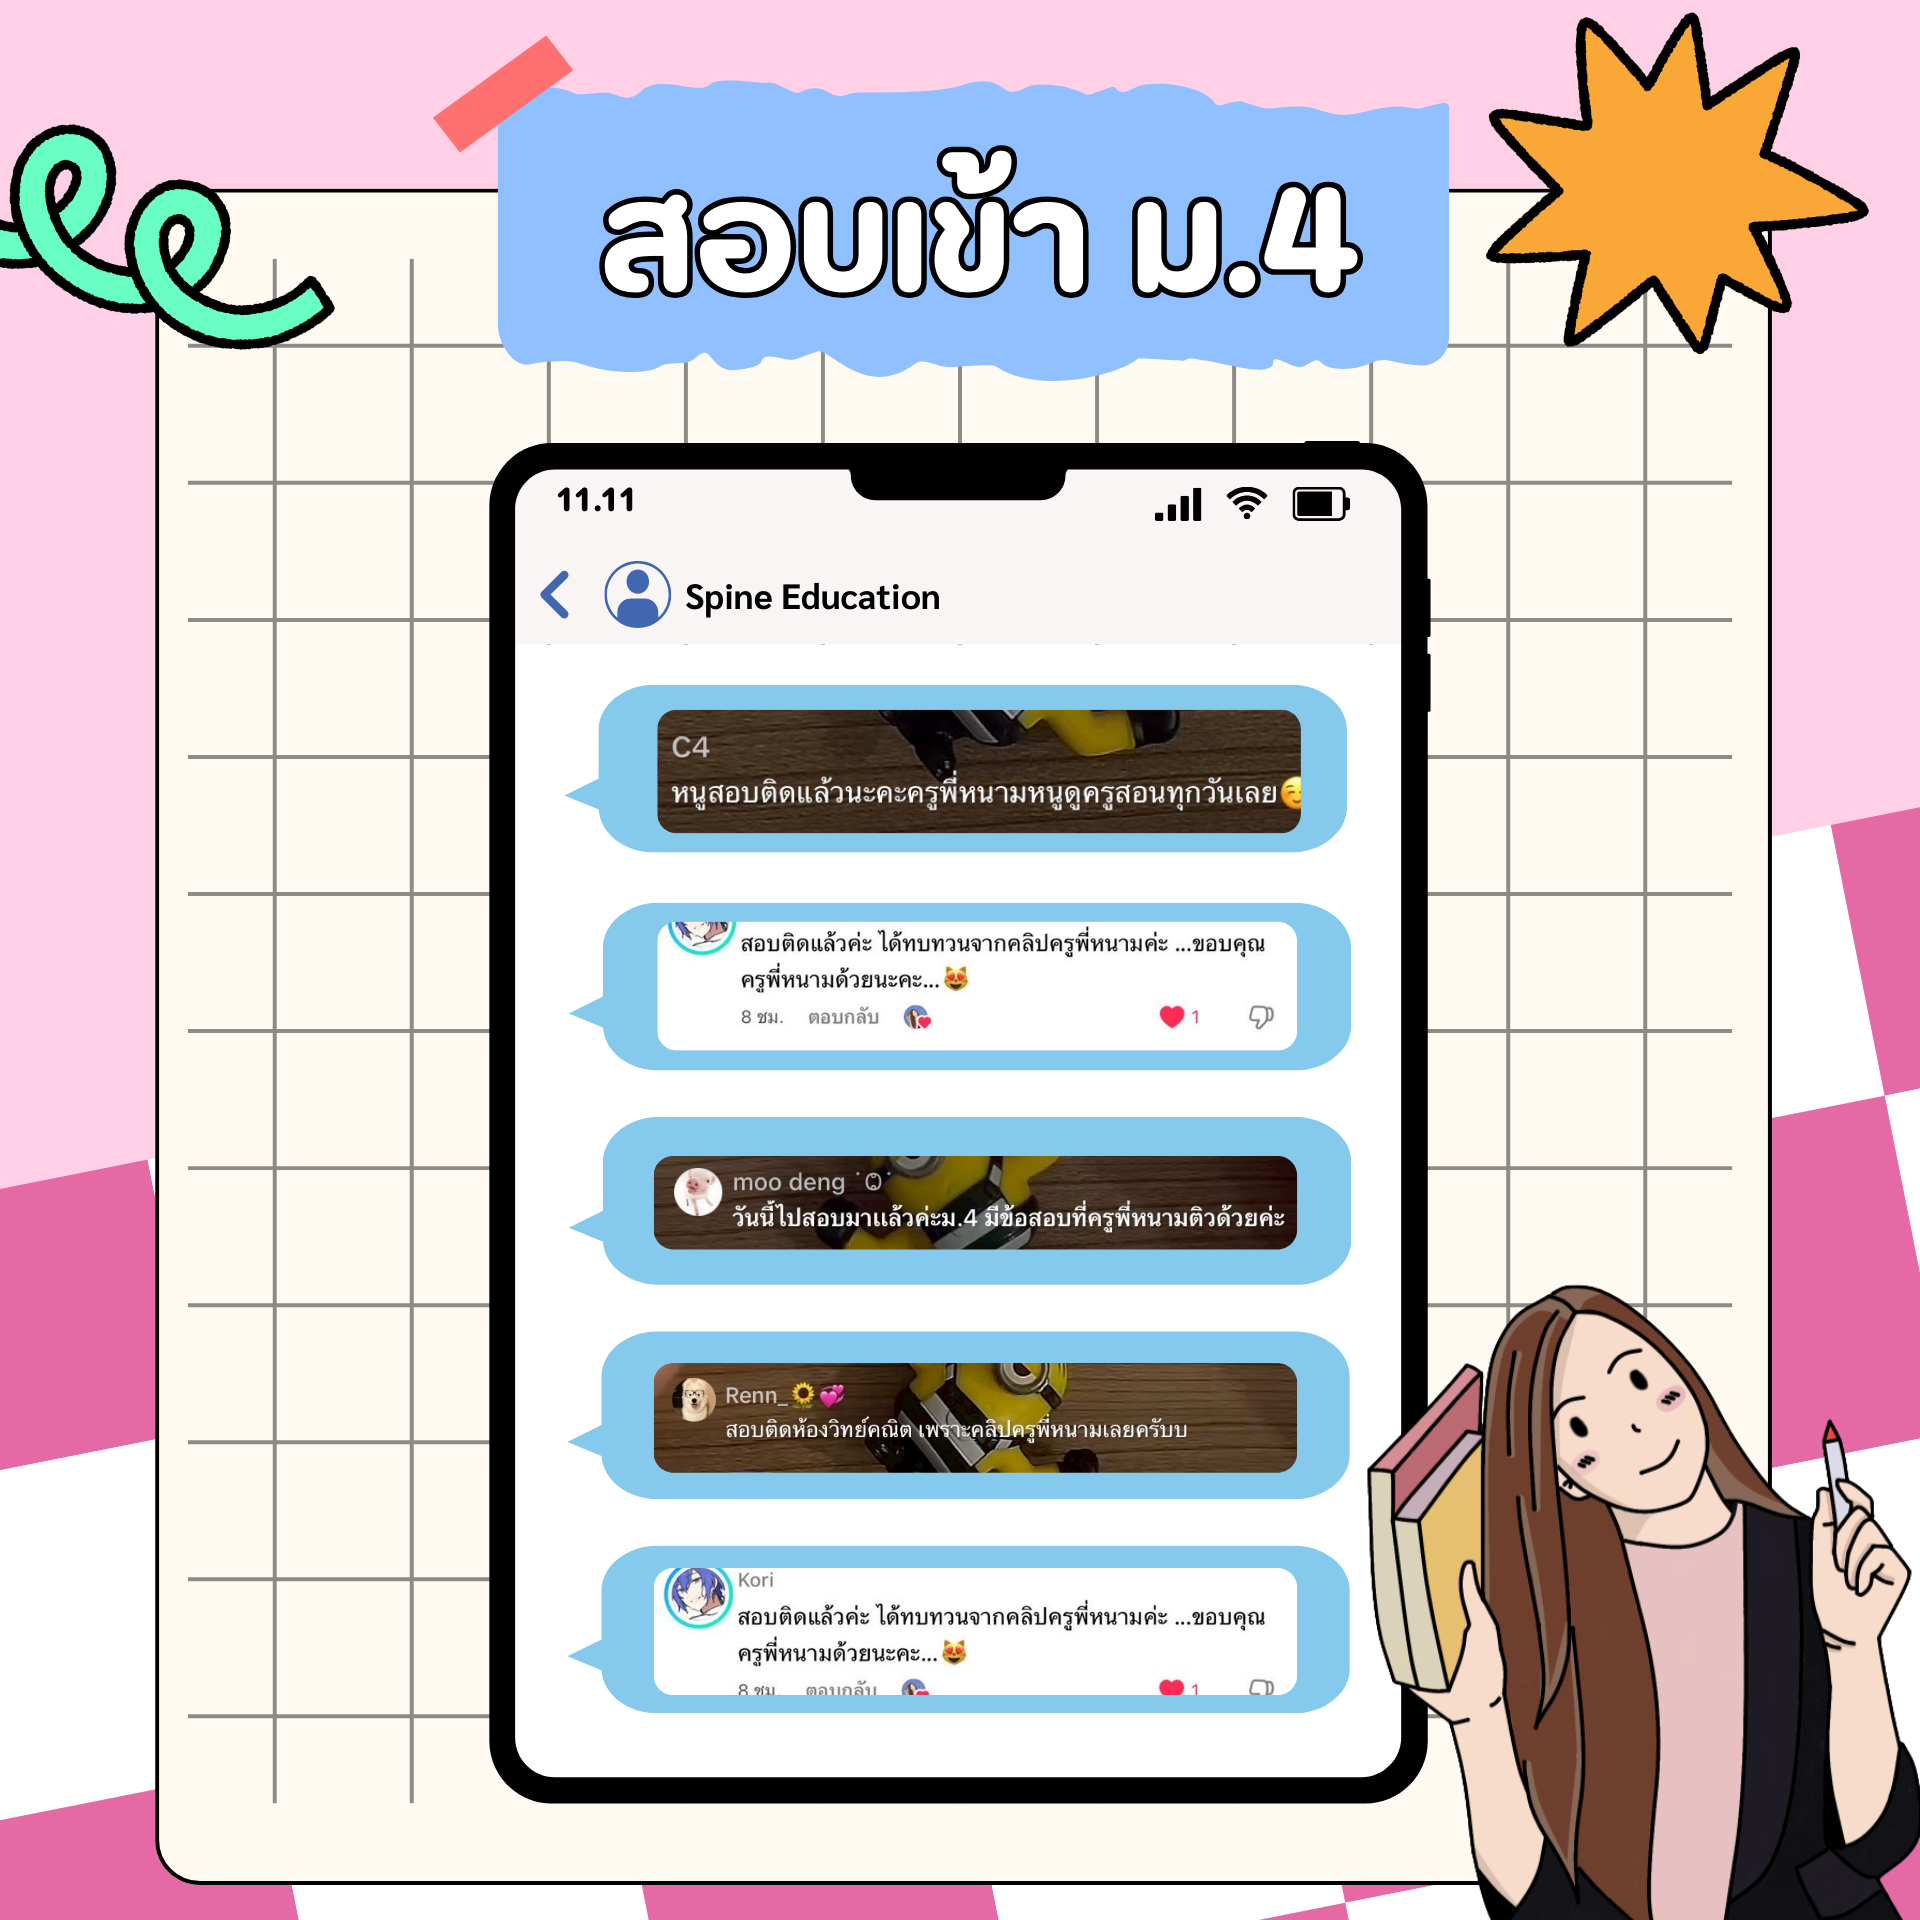 สอบเข้า ม.4
11.11
Spine Education
C4
หนูสอบติดแล้วนะคะครูพี่หนามหนูดูครูสอนทุกวันเลย☺️
สอบติดแล้วค่ะ ได้ทบทวนจากคลิปครูพี่หนามค่ะ ...ขอบคุณ
ครูพี่หนามด้วยนะคะ...😻
8 ชม. ตอบกลับ 1
moo deng
วันนี้ไปสอบมาแล้วค่ะม.4 มีข้อสอบที่ครูพี่หนามติวด้วยค่ะ
Renn_🌻💞
สอบติดห้องวิทย์คณิต เพราะคลิปครูพี่หนามเลยครับบ
Kori
สอบติดแล้วค่ะ ได้ทบทวนจากคลิปครูพี่หนามค่ะ ...ขอบคุณ
ครูพี่หนามด้วยนะคะ...😻
8 ชม. ตอบกลับ 1